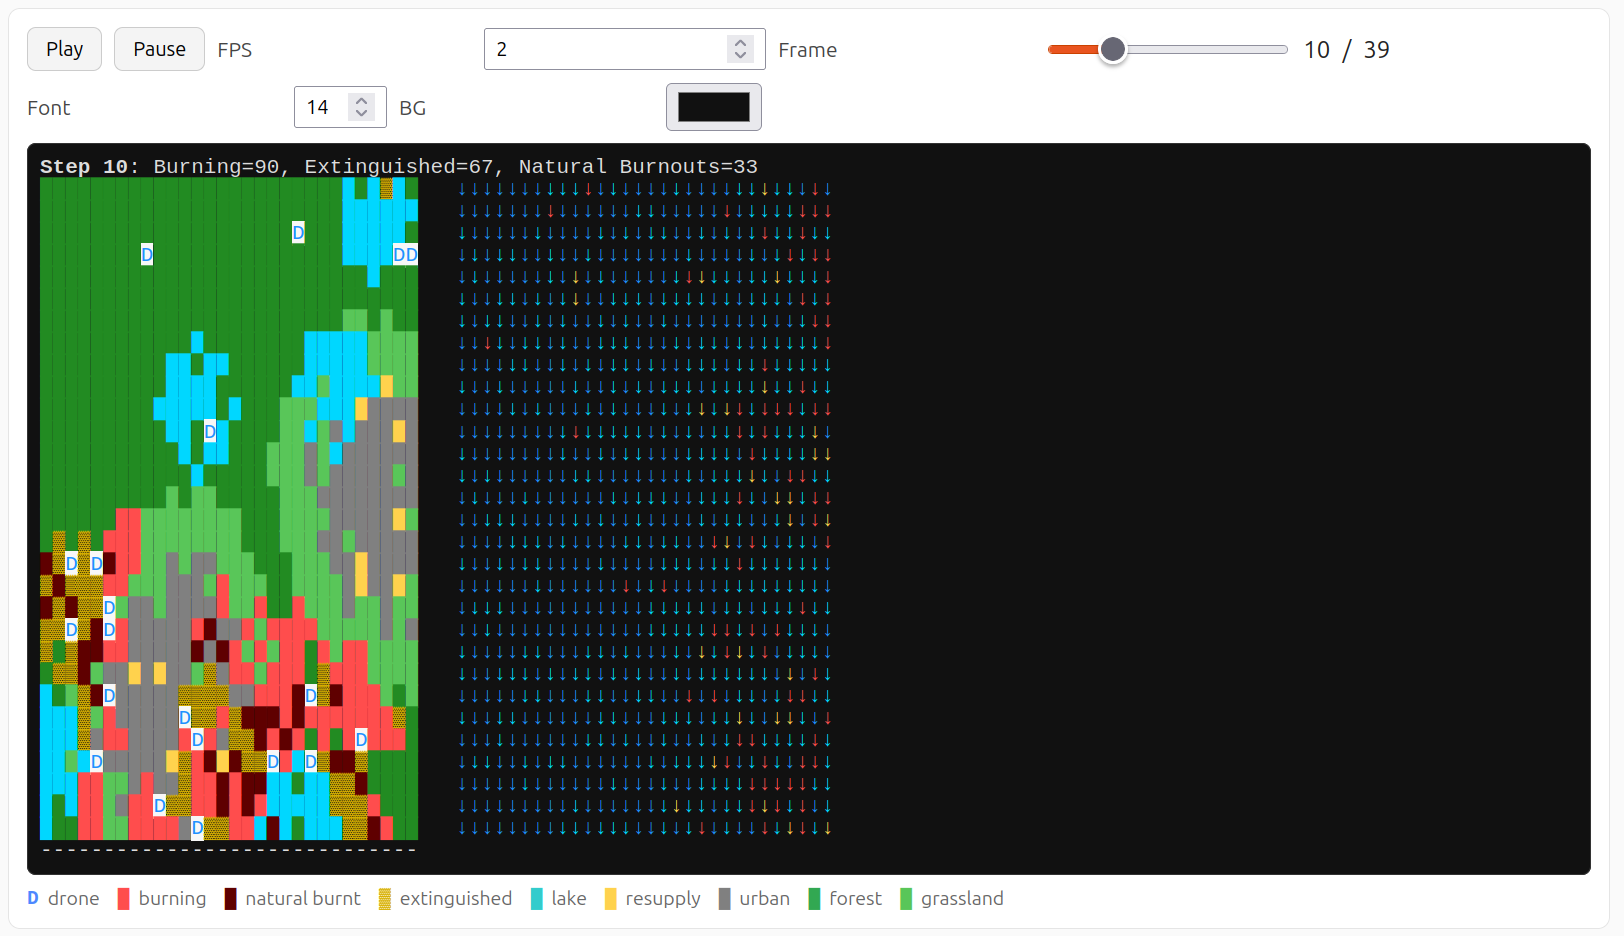 Play Pause FPS 2 Frame 10 / 39
Font 14 BG
Step 10: Burning=90, Extinguished=67, Natural Burnouts=33
D
D DD
D
D D
D
D D
D D
D
D D
D D D
D
D
------------------------------
D drone burning natural burnt extinguished lake resupply urban forest grassland